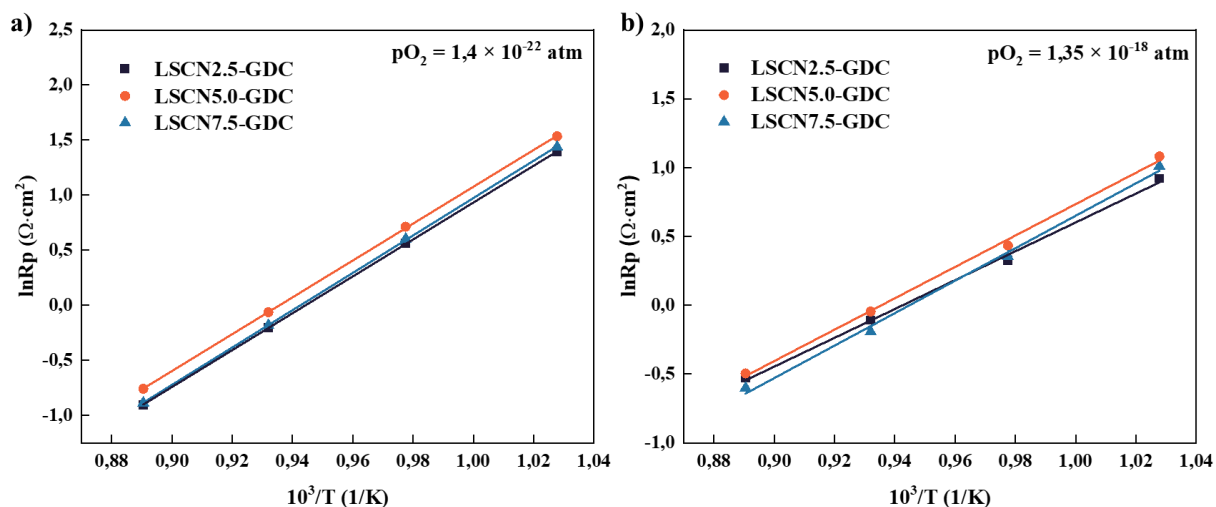 a)
pO₂ = 1,4 × 10⁻²² atm
LSCN2.5-GDC
LSCN5.0-GDC
LSCN7.5-GDC
2,5
2,0
1,5
1,0
0,5
0,0
-0,5
-1,0
lnRp (Ω·cm²)
0,88 0,90 0,92 0,94 0,96 0,98 1,00 1,02 1,04
10³/T (1/K)
b)
pO₂ = 1,35 × 10⁻¹⁸ atm
LSCN2.5-GDC
LSCN5.0-GDC
LSCN7.5-GDC
2,0
1,5
1,0
0,5
0,0
-0,5
-1,0
lnRp (Ω·cm²)
0,88 0,90 0,92 0,94 0,96 0,98 1,00 1,02 1,04
10³/T (1/K)